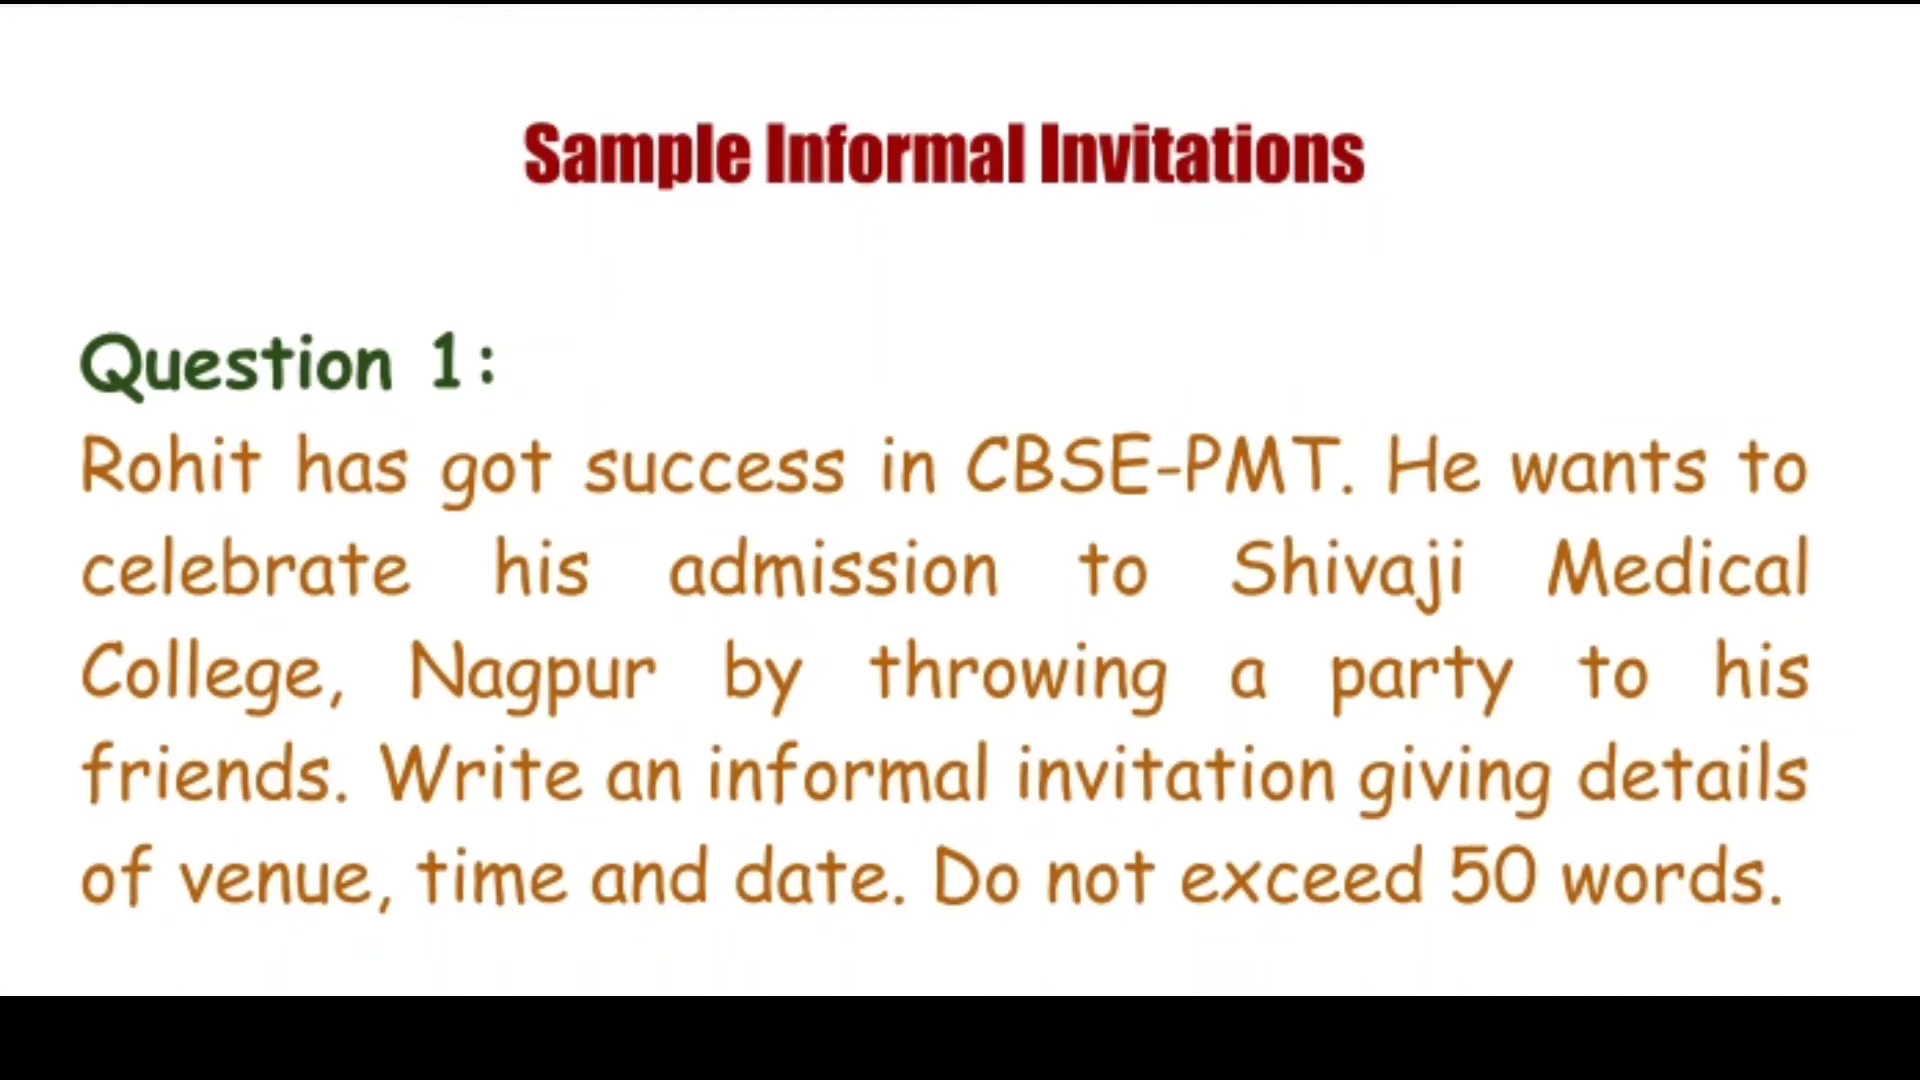 Sample Informal Invitations
Question 1:
Rohit has got success in CBSE-PMT. He wants to
celebrate his admission to Shivaji Medical
College, Nagpur by throwing a party to his
friends. Write an informal invitation giving details
of venue, time and date. Do not exceed 50 words.